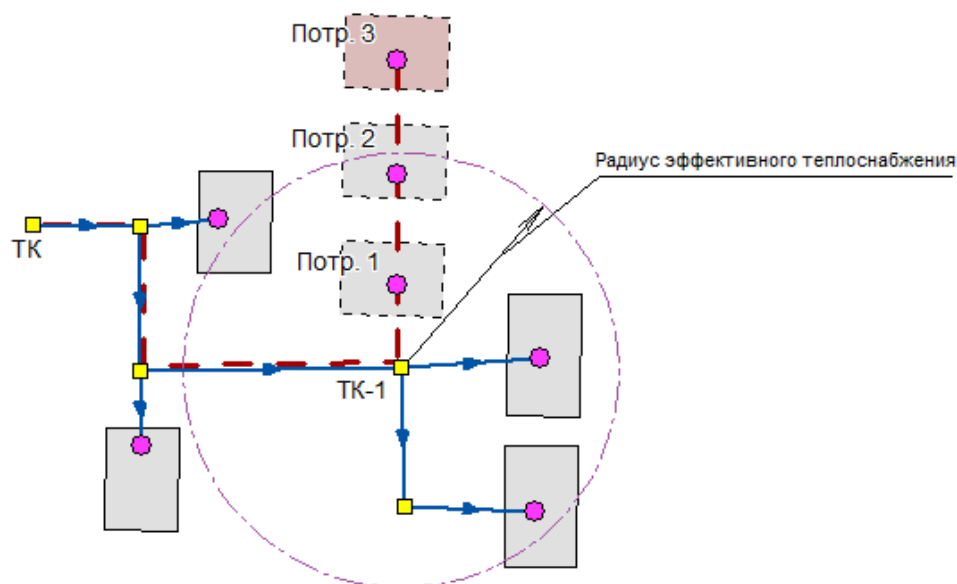 Потр. 3
Потр. 2
Радиус эффективного теплоснабжения
ТК
Потр. 1
ТК-1